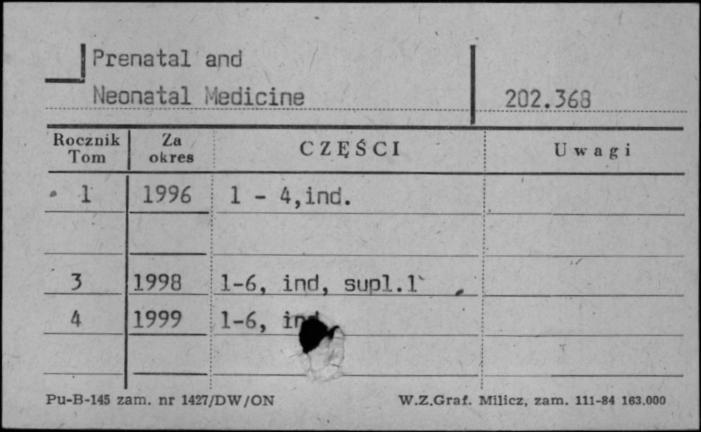 Prenatal and
Neonatal Medicine
202.368
Rocznik Tom Za okres CZĘŚCI Uwagi
1 1996 1 - 4,ind.
3 1998 1-6, ind, supl.1
4 1999 1-6, ind
Pu-B-145 zam. nr 1427/DW/ON W.Z.Graf. Milicz, zam. 111-84 163.000